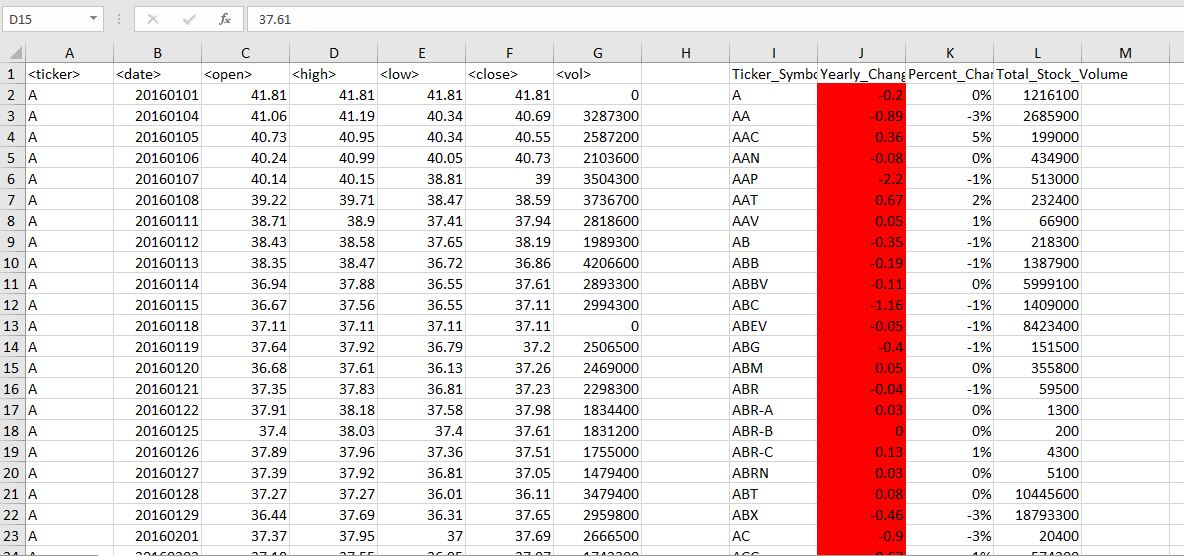 D15 fx 37.61
A B C D E F G H I J K L M
1 <ticker> <date> <open> <high> <low> <close> <vol> Ticker_Symbo Yearly_Chang Percent_Chan Total_Stock_Volume
2 A 20160101 41.81 41.81 41.81 41.81 0 A -0.2 0% 1216100
3 A 20160104 41.06 41.19 40.34 40.69 3287300 AA -0.89 -3% 2685900
4 A 20160105 40.73 40.95 40.34 40.55 2587200 AAC 0.36 5% 199000
5 A 20160106 40.24 40.99 40.05 40.73 2103600 AAN -0.08 0% 434900
6 A 20160107 40.14 40.15 38.81 39 3504300 AAP -2.2 -1% 513000
7 A 20160108 39.22 39.71 38.47 38.59 3736700 AAT 0.67 2% 232400
8 A 20160111 38.71 38.9 37.41 37.94 2818600 AAV 0.05 1% 66900
9 A 20160112 38.43 38.58 37.65 38.19 1989300 AB -0.35 -1% 218300
10 A 20160113 38.35 38.47 36.72 36.86 4206600 ABB -0.19 -1% 1387900
11 A 20160114 36.94 37.88 36.55 37.61 2893300 ABBV -0.11 0% 5999100
12 A 20160115 36.67 37.56 36.55 37.11 2994300 ABC -1.16 -1% 1409000
13 A 20160118 37.11 37.11 37.11 37.11 0 ABEV -0.05 -1% 8423400
14 A 20160119 37.64 37.92 36.79 37.2 2506500 ABG -0.4 -1% 151500
15 A 20160120 36.68 37.61 36.13 37.26 2469000 ABM 0.05 0% 355800
16 A 20160121 37.35 37.83 36.81 37.23 2298300 ABR -0.04 -1% 59500
17 A 20160122 37.91 38.18 37.58 37.98 1834400 ABR-A 0.03 0% 1300
18 A 20160125 37.4 38.03 37.4 37.61 1831200 ABR-B 0 0% 200
19 A 20160126 37.89 37.96 37.36 37.51 1755000 ABR-C 0.13 1% 4300
20 A 20160127 37.39 37.92 36.81 37.05 1479400 ABRN 0.03 0% 5100
21 A 20160128 37.27 37.27 36.01 36.11 3479400 ABT 0.08 0% 10445600
22 A 20160129 36.44 37.69 36.31 37.65 2959800 ABX -0.46 -3% 18793300
23 A 20160201 37.37 37.95 37 37.69 2666500 AC -0.9 -3% 20400